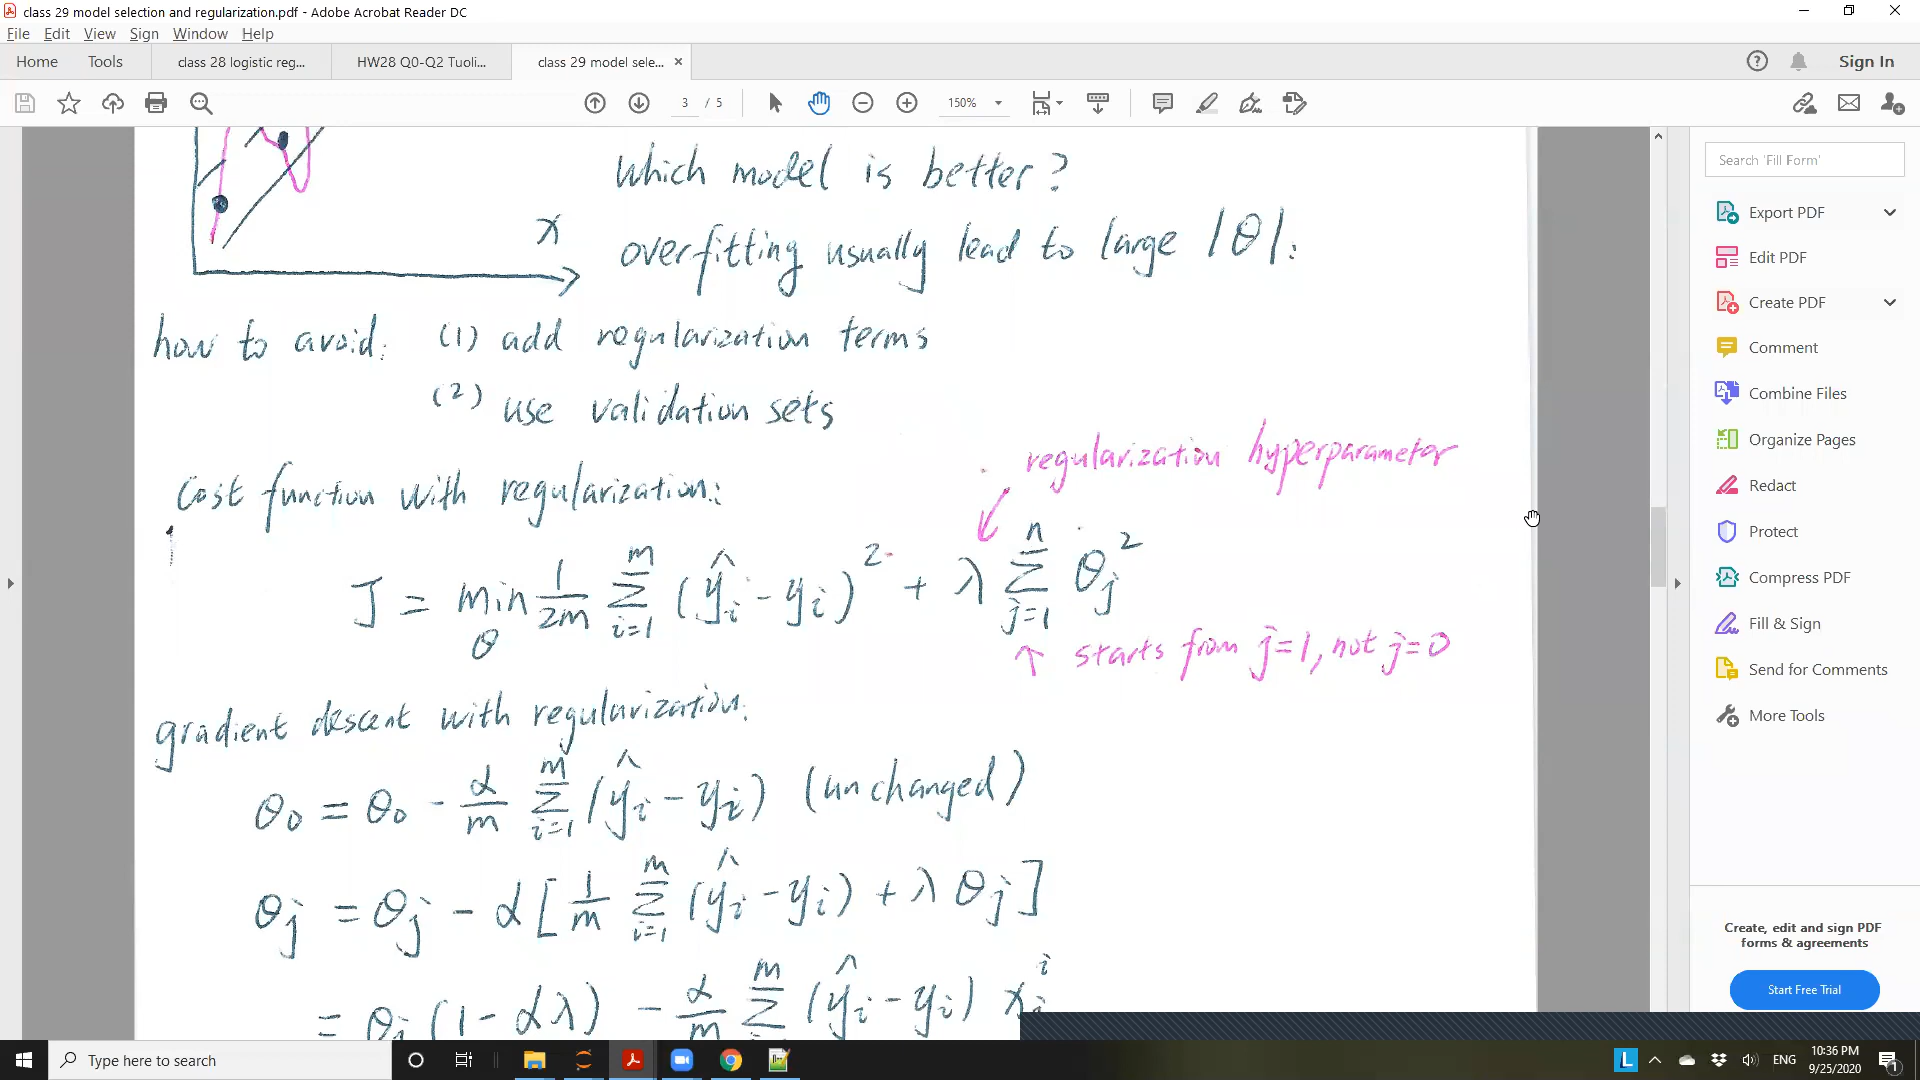 class 29 model selection and regularization.pdf - Adobe Acrobat Reader DC
File Edit View Sign Window Help
Home Tools class 28 logistic reg... HW28 Q0-Q2 Tuoli... class 29 model sele... × Sign In
3 / 5 150%
Which model is better?
x
overfitting usually lead to large |θ|:
how to avoid: (1) add regularization terms
(2) use validation sets
regularization hyperparameter
Cost function with regularization:
J = min_θ 1/2m Σ_{i=1}^{m} (ŷ_i - y_i)^2 + λ Σ_{j=1}^{n} θ_j^2
↑ starts from j=1, not j=0
gradient descent with regularization:
θ_0 = θ_0 - α/m Σ_{i=1}^{m} (ŷ_i - y_i) (unchanged)
θ_j = θ_j - α [1/m Σ_{i=1}^{m} (ŷ_i - y_i) + λ θ_j]
= θ_j (1 - αλ) - α/m Σ^{m} (ŷ_i - y_i) x_i^i
Search 'Fill Form'
Export PDF
Edit PDF
Create PDF
Comment
Combine Files
Organize Pages
Redact
Protect
Compress PDF
Fill & Sign
Send for Comments
More Tools
Create, edit and sign PDF
forms & agreements
Start Free Trial
Type here to search
L
ENG
10:36 PM
9/25/2020
1